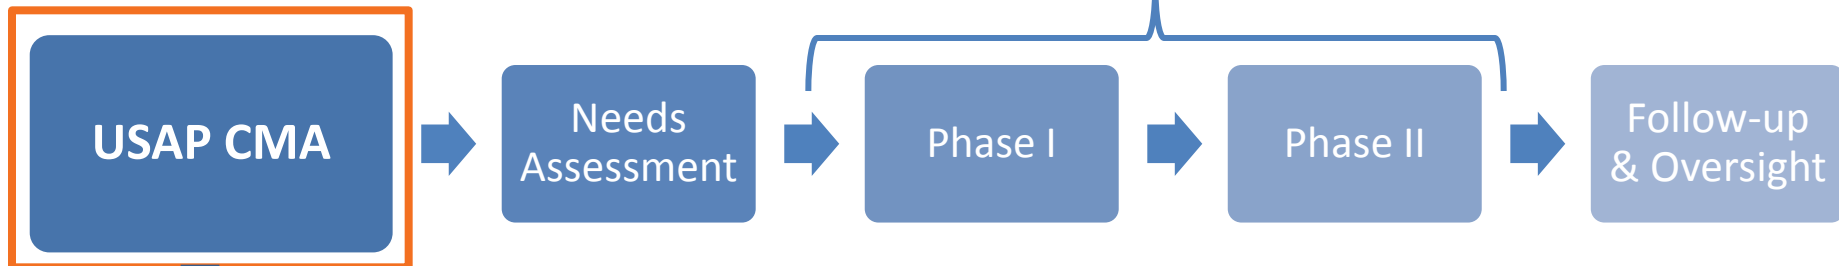 USAP CMA
Needs
Assessment
Phase I
Phase II
Follow-up
& Oversight